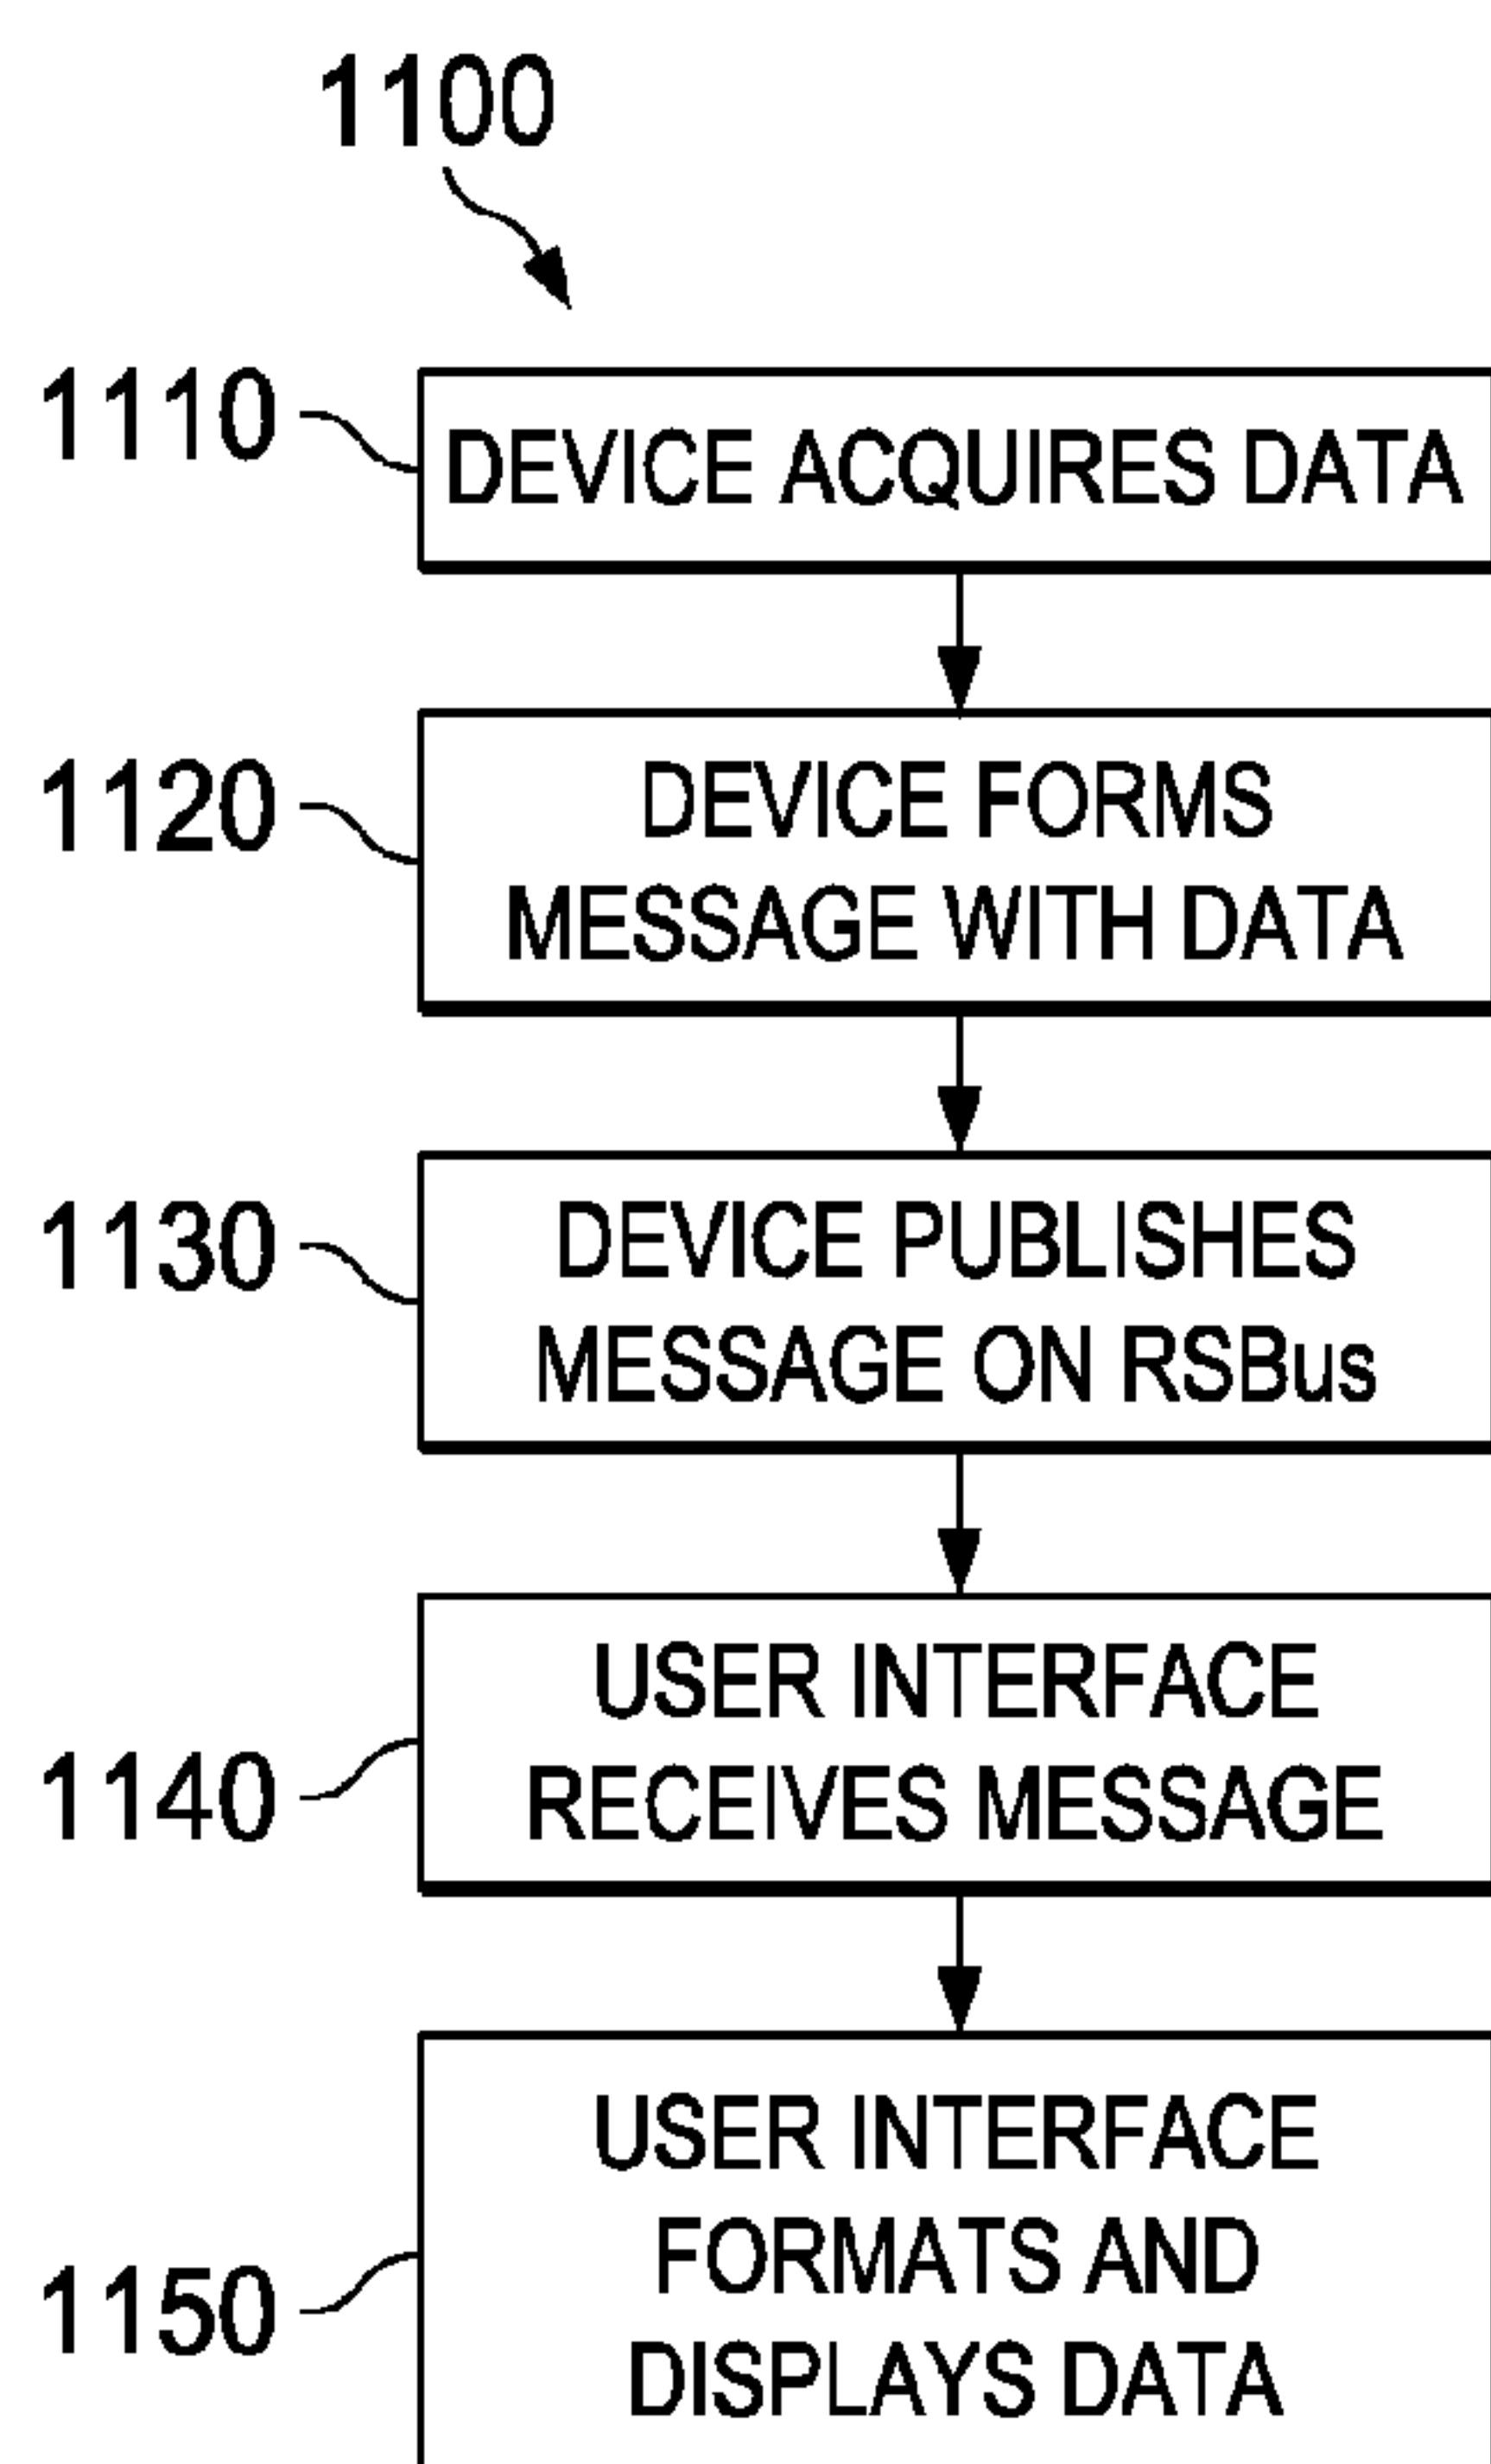 1100
1110
DEVICE ACQUIRES DATA
1120
DEVICE FORMS
MESSAGE WITH DATA
1130
DEVICE PUBLISHES
MESSAGE ON RSBus
1140
USER INTERFACE
RECEIVES MESSAGE
1150
USER INTERFACE
FORMATS AND
DISPLAYS DATA